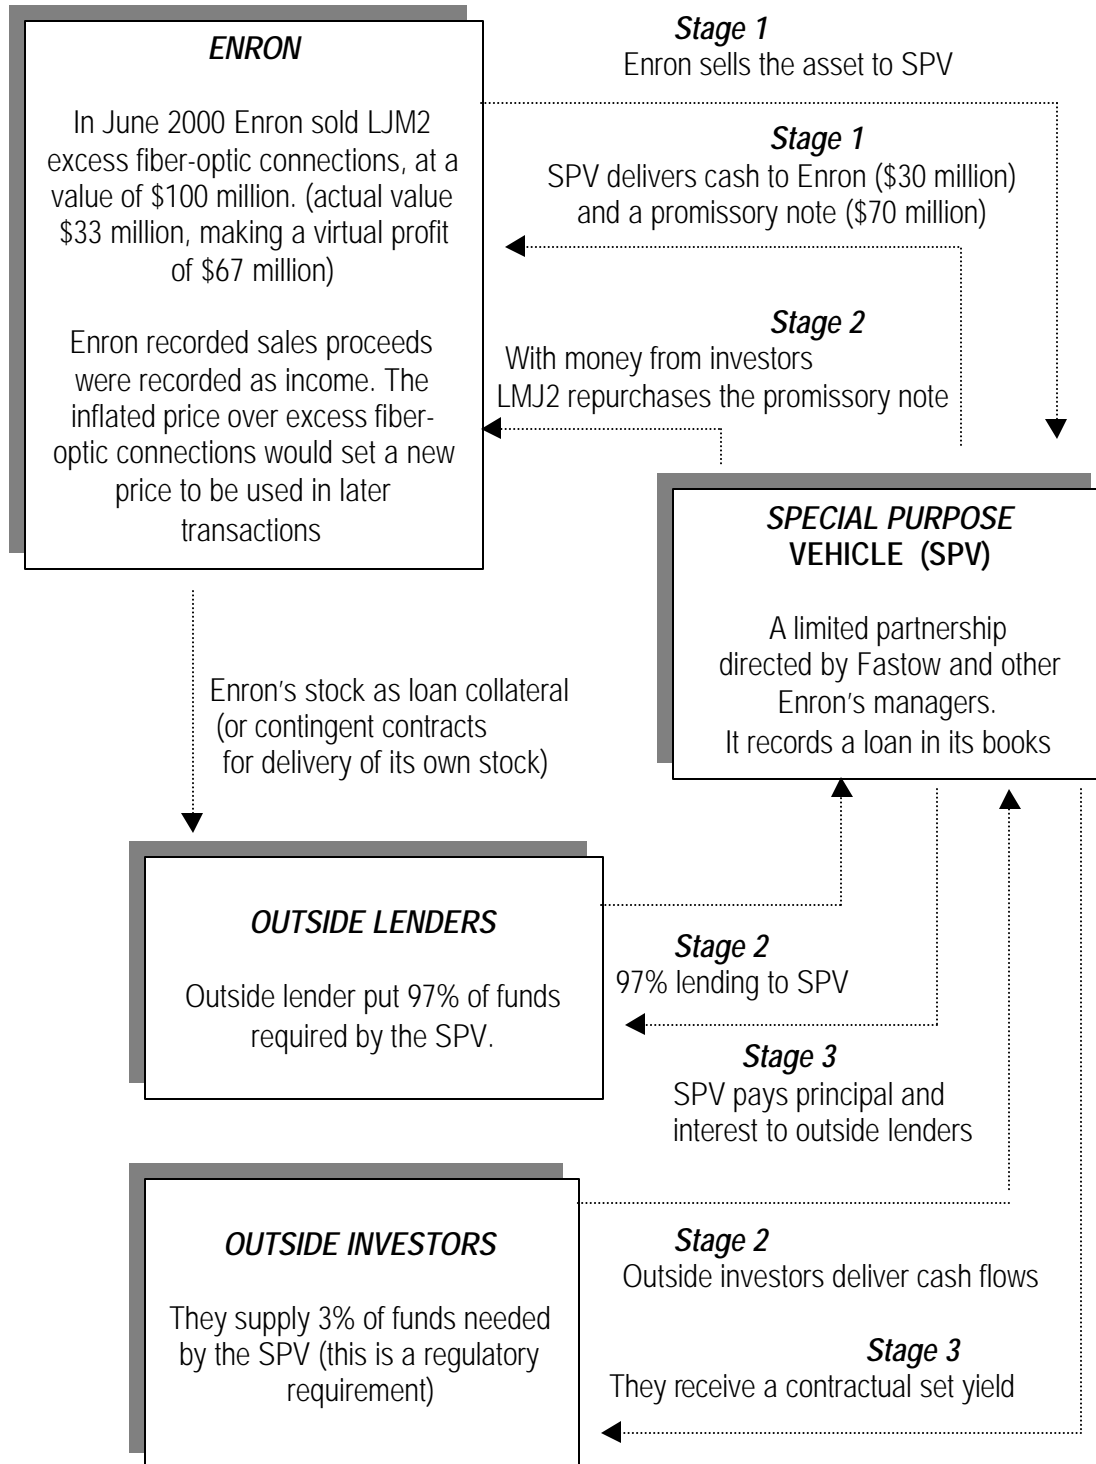 ENRON
In June 2000 Enron sold LJM2
excess fiber-optic connections, at a
value of $100 million. (actual value
$33 million, making a virtual profit
of $67 million)
Enron recorded sales proceeds
were recorded as income. The
inflated price over excess fiber-
optic connections would set a new
price to be used in later
transactions
Stage 1
Enron sells the asset to SPV
Stage 1
SPV delivers cash to Enron ($30 million)
and a promissory note ($70 million)
Stage 2
With money from investors
LMJ2 repurchases the promissory note
SPECIAL PURPOSE
VEHICLE (SPV)
A limited partnership
directed by Fastow and other
Enron's managers.
It records a loan in its books
Enron's stock as loan collateral
(or contingent contracts
for delivery of its own stock)
OUTSIDE LENDERS
Outside lender put 97% of funds
required by the SPV.
Stage 2
97% lending to SPV
Stage 3
SPV pays principal and
interest to outside lenders
OUTSIDE INVESTORS
They supply 3% of funds needed
by the SPV (this is a regulatory
requirement)
Stage 2
Outside investors deliver cash flows
Stage 3
They receive a contractual set yield